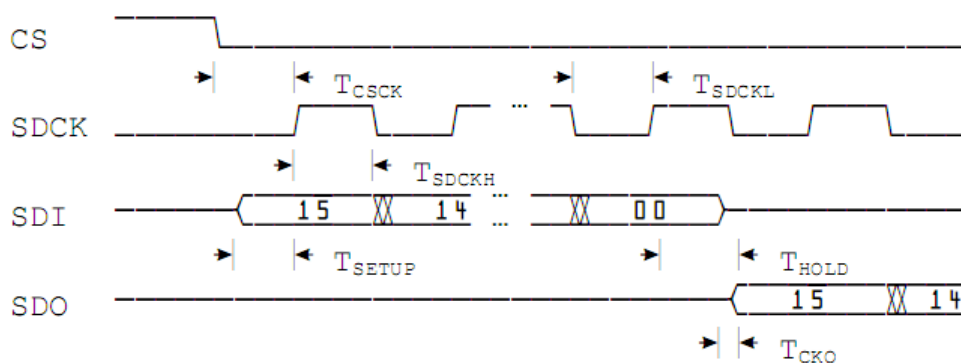 CS
T_CSCK ... T_SDCKL
SDCK
T_SDCKH ...
SDI 15 14 ... 00
T_SETUP T_HOLD
SDO 15 14
T_CKO